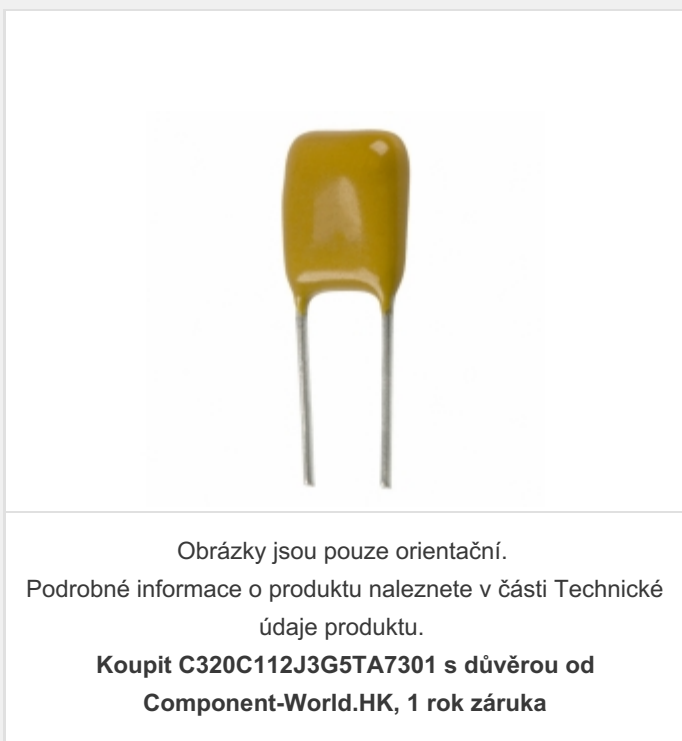 Obrázky jsou pouze orientační.
Podrobné informace o produktu naleznete v části Technické
údaje produktu.
Koupit C320C112J3G5TA7301 s důvěrou od
Component-World.HK, 1 rok záruka